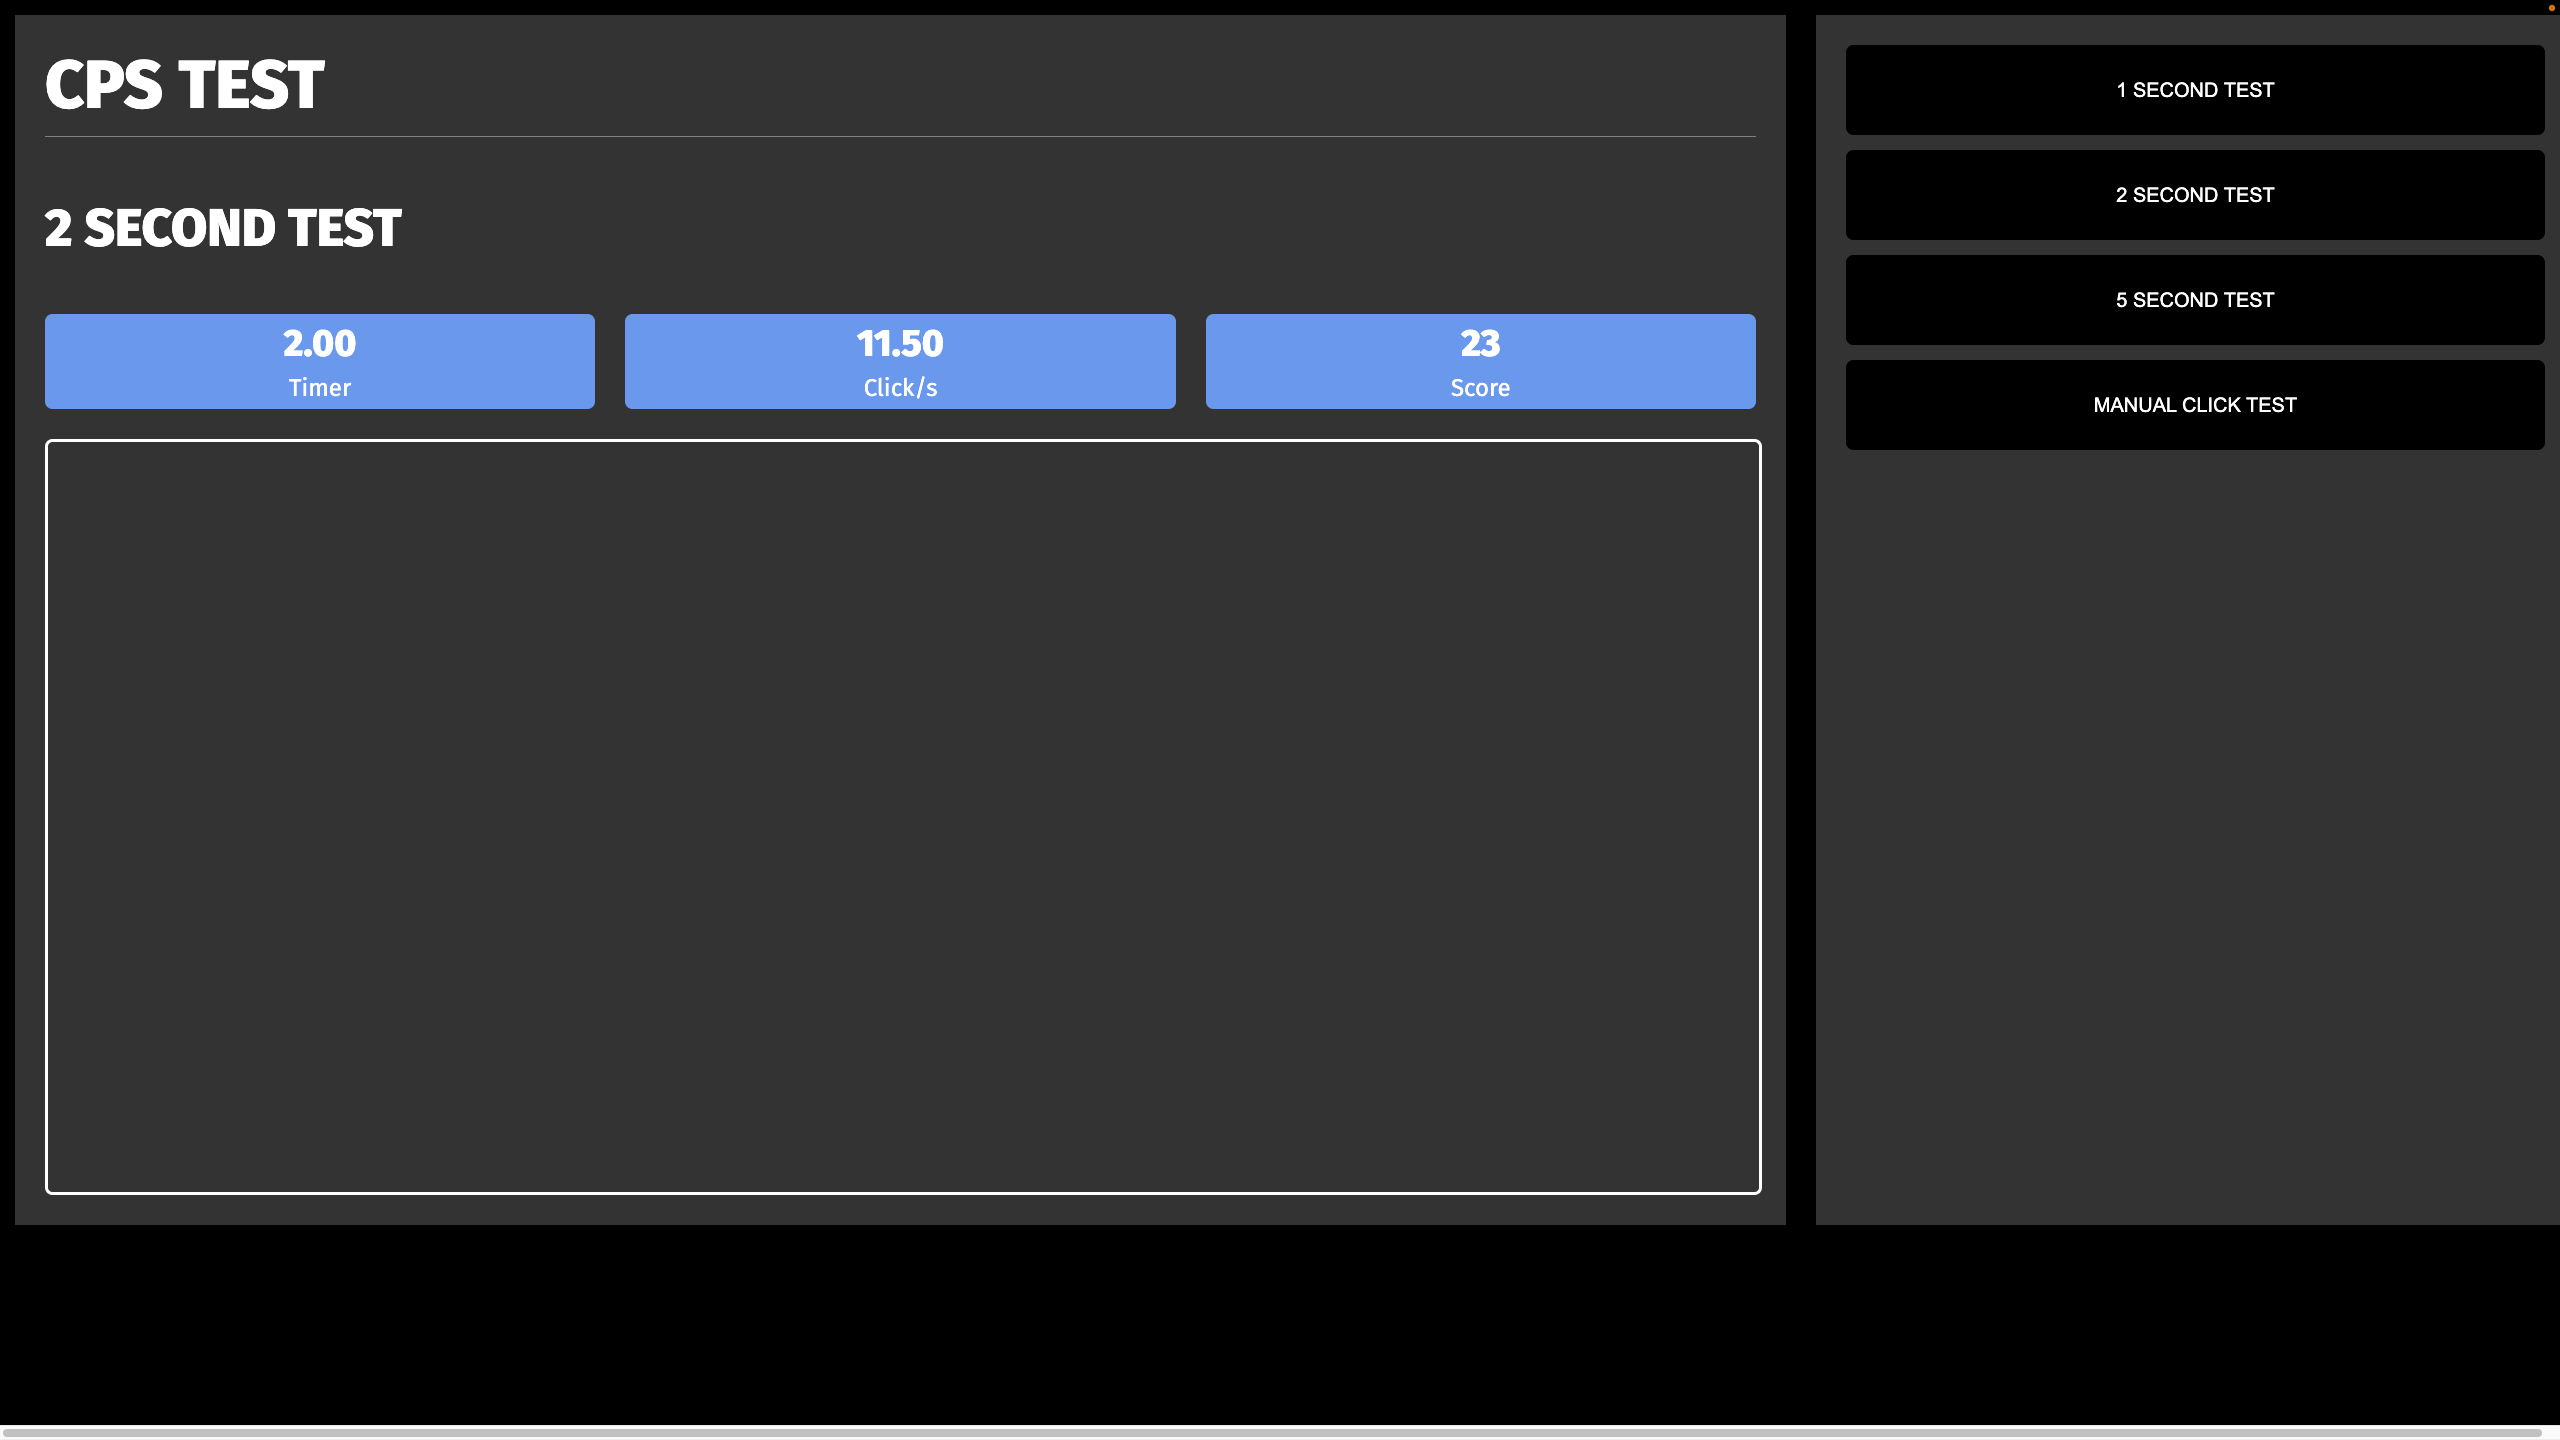 CPS TEST
2 SECOND TEST
2.00
Timer
11.50
Click/s
23
Score
1 SECOND TEST
2 SECOND TEST
5 SECOND TEST
MANUAL CLICK TEST